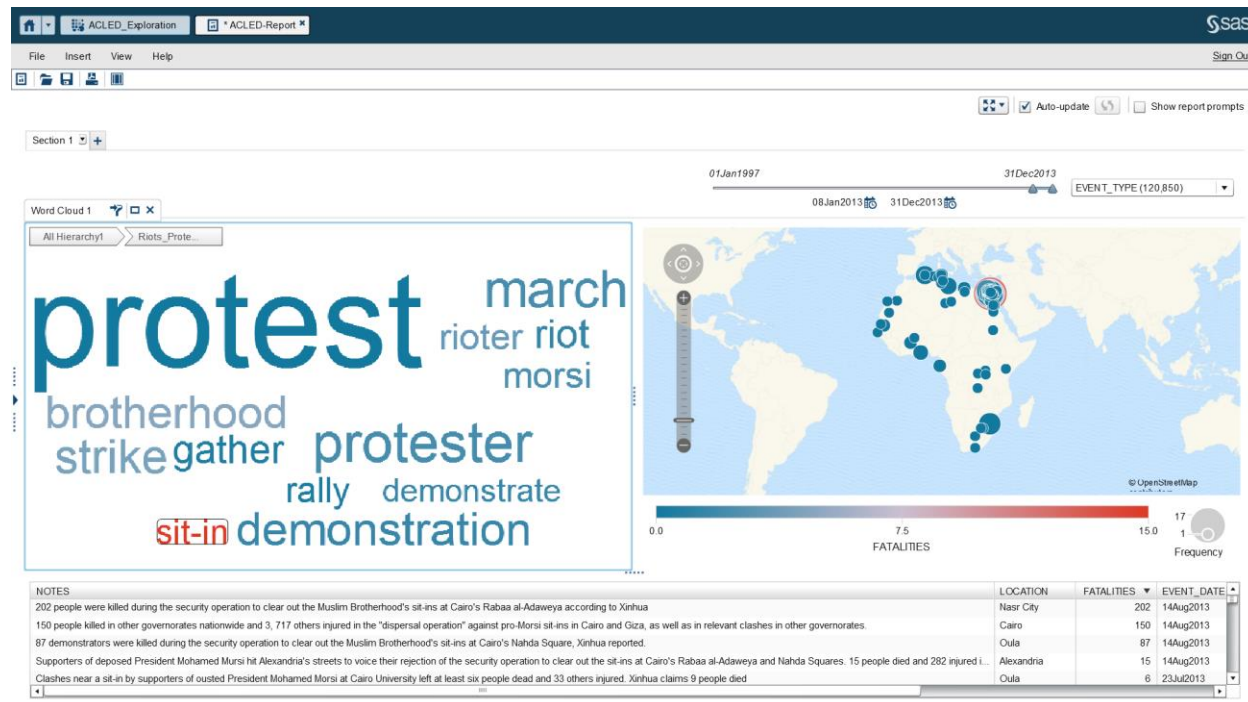 ACLED_Exploration
* ACLED-Report
sas
File Insert View Help
Sign Ou
Auto-update
Show report prompts
Section 1
01Jan1997 31Dec2013
EVENT_TYPE (120,850)
08Jan2013 31Dec2013
Word Cloud 1
All Hierarchy1 Riots_Prote...
protest
march
rioter riot
morsi
brotherhood
strike gather protester
rally demonstrate
sit-in demonstration
© OpenStreetMap
0.0 7.5 15.0
FATALITIES
17
1
Frequency
NOTES LOCATION FATALITIES EVENT_DATE
202 people were killed during the security operation to clear out the Muslim Brotherhood's sit-ins at Cairo's Rabaa al-Adaweya according to Xinhua Nasr City 202 14Aug2013
150 people killed in other governorates nationwide and 3, 717 others injured in the "dispersal operation" against pro-Morsi sit-ins in Cairo and Giza, as well as in relevant clashes in other governorates. Cairo 150 14Aug2013
87 demonstrators were killed during the security operation to clear out the Muslim Brotherhood's sit-ins at Cairo's Nahda Square, Xinhua reported. Oula 87 14Aug2013
Supporters of deposed President Mohamed Mursi hit Alexandria's streets to voice their rejection of the security operation to clear out the sit-ins at Cairo's Rabaa al-Adaweya and Nahda Squares. 15 people died and 282 injured i... Alexandria 15 14Aug2013
Clashes near a sit-in by supporters of ousted President Mohamed Morsi at Cairo University left at least six people dead and 33 others injured. Xinhua claims 9 people died Oula 6 23Jul2013